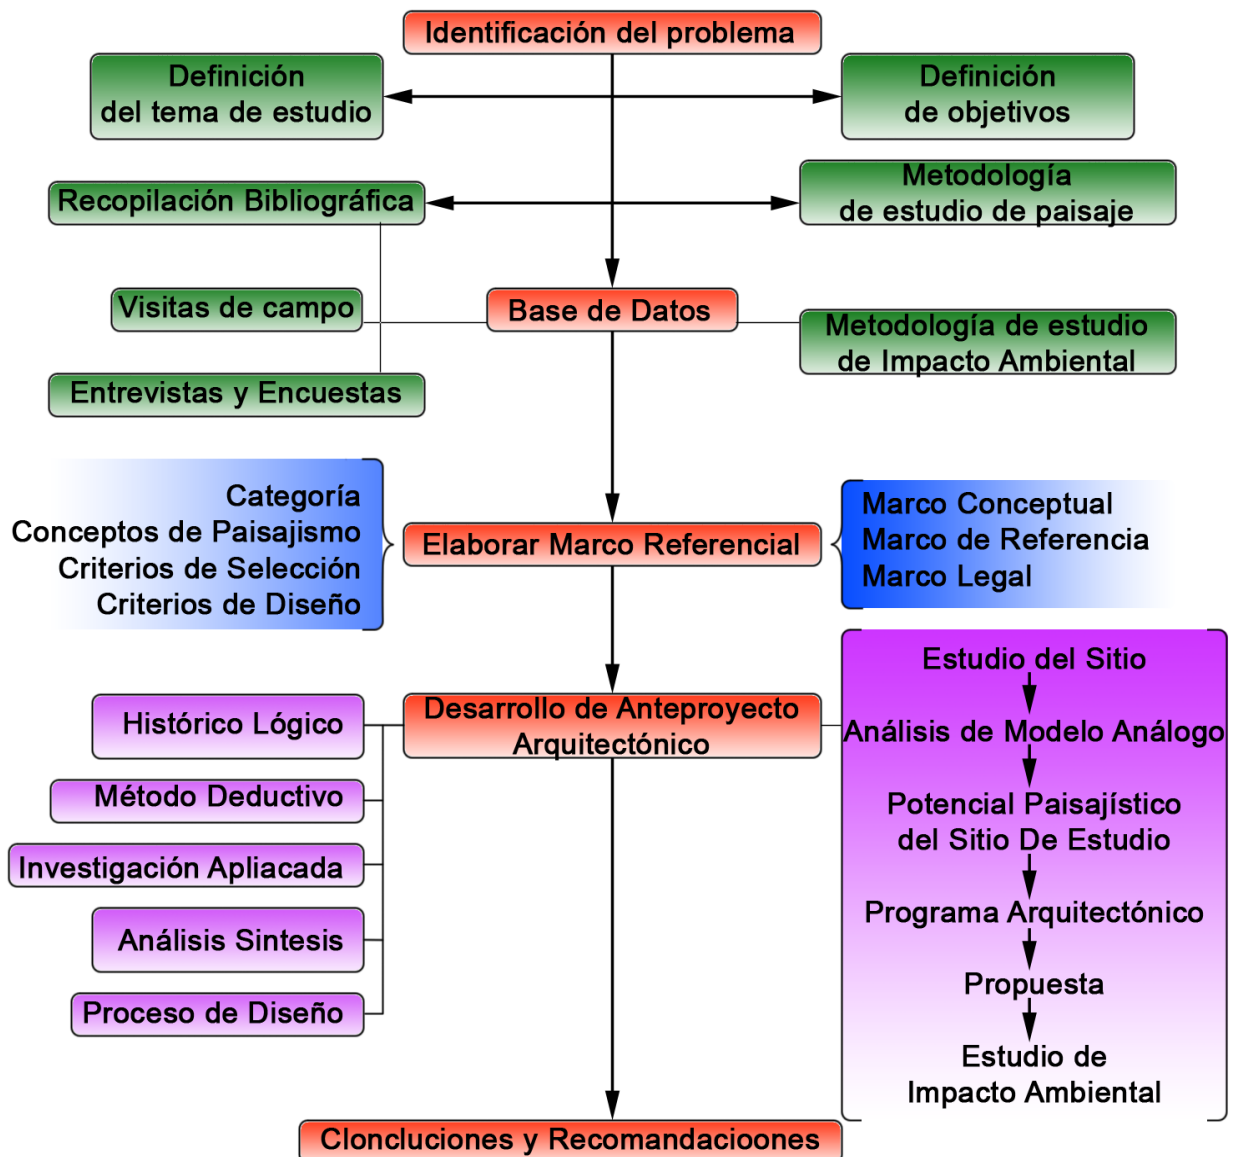 Identificación del problema
Definición
del tema de estudio
Definición
de objetivos
Recopilación Bibliográfica
Metodología
de estudio de paisaje
Visitas de campo
Base de Datos
Metodología de estudio
de Impacto Ambiental
Entrevistas y Encuestas
Categoría
Conceptos de Paisajismo
Criterios de Selección
Criterios de Diseño
Elaborar Marco Referencial
Marco Conceptual
Marco de Referencia
Marco Legal
Histórico Lógico
Método Deductivo
Investigación Apliacada
Análisis Sintesis
Proceso de Diseño
Desarrollo de Anteproyecto
Arquitectónico
Estudio del Sitio
Análisis de Modelo Análogo
Potencial Paisajístico
del Sitio De Estudio
Programa Arquitectónico
Propuesta
Estudio de
Impacto Ambiental
Cloncluciones y Recomandacioones